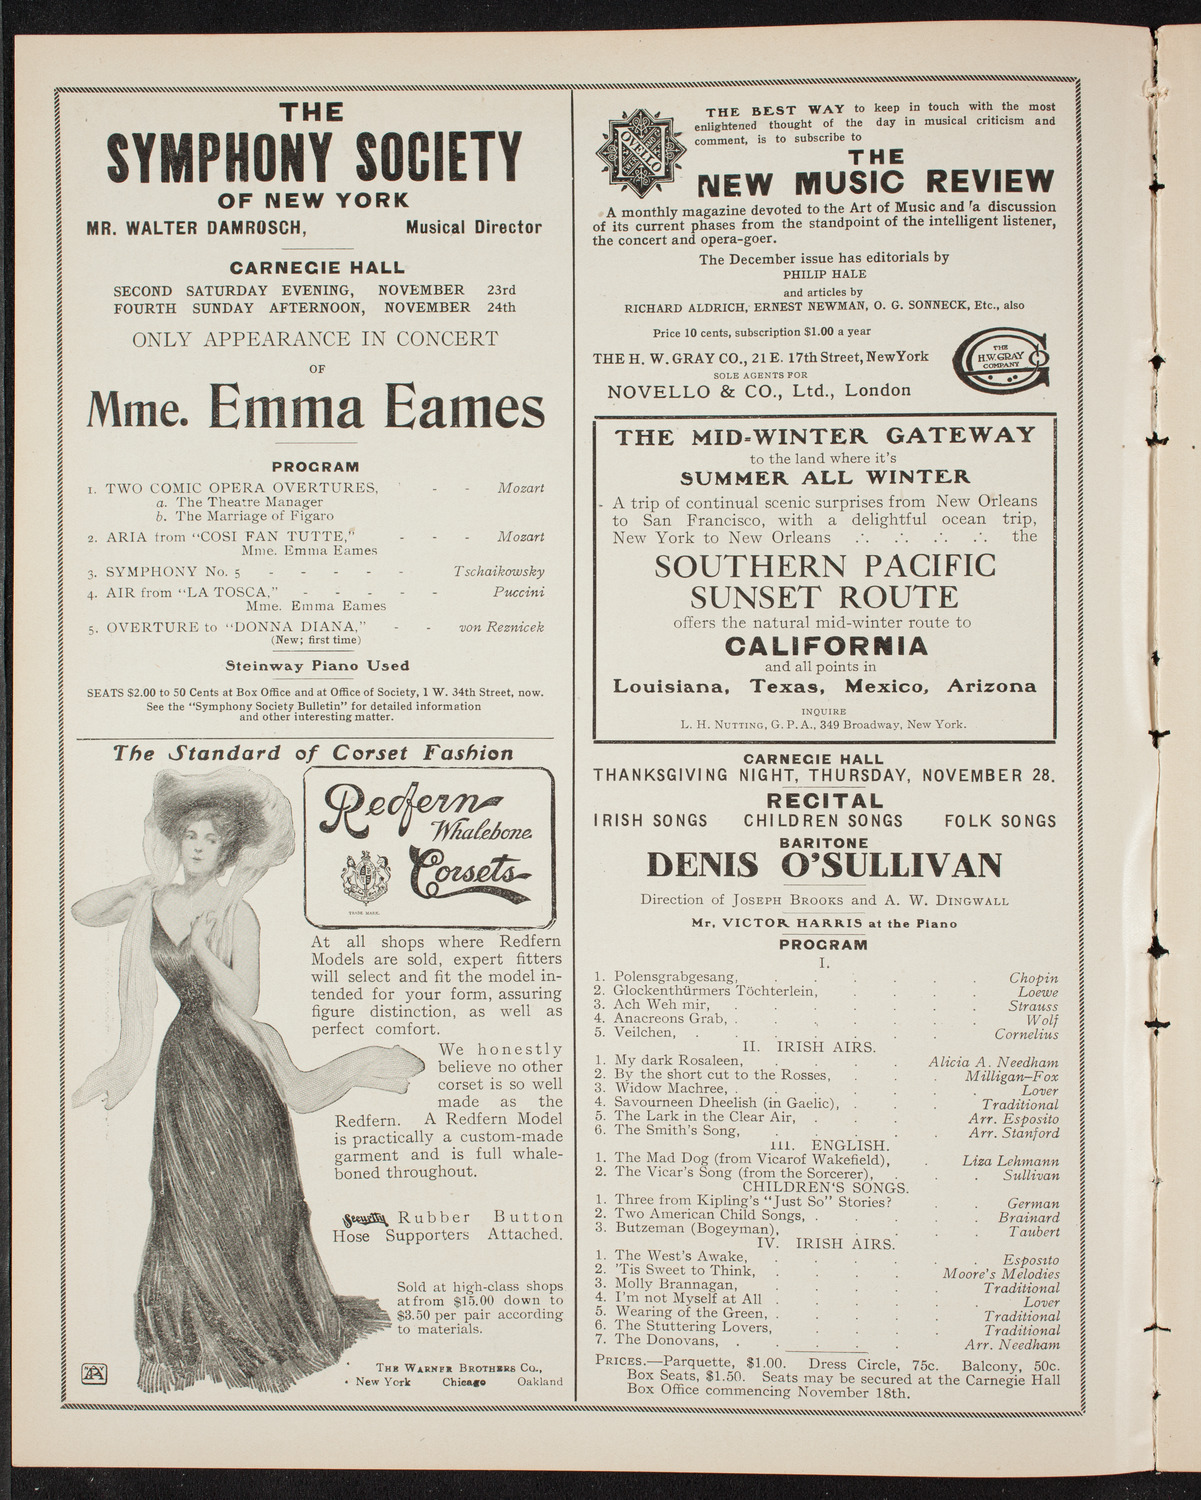 THE
SYMPHONY SOCIETY
OF NEW YORK
MR. WALTER DAMROSCH, Musical Director
CARNEGIE HALL
SECOND SATURDAY EVENING, NOVEMBER 23rd
FOURTH SUNDAY AFTERNOON, NOVEMBER 24th
ONLY APPEARANCE IN CONCERT
OF
Mme. Emma Eames
PROGRAM
1. TWO COMIC OPERA OVERTURES, - - Mozart
a. The Theatre Manager
b. The Marriage of Figaro
2. ARIA from "COSI FAN TUTTE," - - - Mozart
Mme. Emma Eames
3. SYMPHONY No. 5 - - - - - Tschaikowsky
4. AIR from "LA TOSCA," - - - - - Puccini
Mme. Emma Eames
5. OVERTURE to "DONNA DIANA," - - von Reznicek
(New; first time)
Steinway Piano Used
SEATS $2.00 to 50 Cents at Box Office and at Office of Society, 1 W. 34th Street, now.
See the "Symphony Society Bulletin" for detailed information
and other interesting matter.
The Standard of Corset Fashion
Redfern
Whalebone
Corsets
TRADE MARK.
At all shops where Redfern
Models are sold, expert fitters
will select and fit the model in-
tended for your form, assuring
figure distinction, as well as
perfect comfort.
We honestly
believe no other
corset is so well
made as the
Redfern. A Redfern Model
is practically a custom-made
garment and is full whale-
boned throughout.
Security Rubber Button
Hose Supporters Attached.
Sold at high-class shops
at from $15.00 down to
$3.50 per pair according
to materials.
THE WARNER BROTHERS CO.,
New York Chicago Oakland
NOVELLO
THE BEST WAY to keep in touch with the most
enlightened thought of the day in musical criticism and
comment, is to subscribe to
THE
NEW MUSIC REVIEW
A monthly magazine devoted to the Art of Music and a discussion
of its current phases from the standpoint of the intelligent listener,
the concert and opera-goer.
The December issue has editorials by
PHILIP HALE
and articles by
RICHARD ALDRICH, ERNEST NEWMAN, O. G. SONNECK, Etc., also
Price 10 cents, subscription $1.00 a year
THE H. W. GRAY CO., 21 E. 17th Street, New York
SOLE AGENTS FOR
NOVELLO & CO., Ltd., London
THE
H.W. GRAY
COMPANY
THE MID-WINTER GATEWAY
to the land where it's
SUMMER ALL WINTER
A trip of continual scenic surprises from New Orleans
to San Francisco, with a delightful ocean trip,
New York to New Orleans ∴ ∴ ∴ ∴ the
SOUTHERN PACIFIC
SUNSET ROUTE
offers the natural mid-winter route to
CALIFORNIA
and all points in
Louisiana, Texas, Mexico, Arizona
INQUIRE
L. H. NUTTING, G. P. A., 349 Broadway, New York.
CARNEGIE HALL
THANKSGIVING NIGHT, THURSDAY, NOVEMBER 28.
RECITAL
IRISH SONGS CHILDREN SONGS FOLK SONGS
BARITONE
DENIS O'SULLIVAN
Direction of JOSEPH BROOKS and A. W. DINGWALL
Mr. VICTOR HARRIS at the Piano
PROGRAM
I.
1. Polensgrabgesang, . . . . . Chopin
2. Glockenthürmers Töchterlein, . . . . Loewe
3. Ach Weh mir, . . . . . . Strauss
4. Anacreons Grab, . . . . . . Wolf
5. Veilchen, . . . . . . Cornelius
II. IRISH AIRS.
1. My dark Rosaleen, . . . . Alicia A. Needham
2. By the short cut to the Rosses, . . . Milligan-Fox
3. Widow Machree, . . . . . . Lover
4. Savourneen Dheelish (in Gaelic), . . . . Traditional
5. The Lark in the Clear Air, . . . . Arr. Esposito
6. The Smith's Song, . . . . . Arr. Stanford
III. ENGLISH.
1. The Mad Dog (from Vicar of Wakefield), . Liza Lehmann
2. The Vicar's Song (from the Sorcerer), . . . Sullivan
CHILDREN'S SONGS.
1. Three from Kipling's "Just So" Stories? . . German
2. Two American Child Songs, . . . . . Brainard
3. Butzeman (Bogeyman), . . . . . Taubert
IV. IRISH AIRS.
1. The West's Awake, . . . . . Esposito
2. 'Tis Sweet to Think, . . . . Moore's Melodies
3. Molly Brannagan, . . . . . Traditional
4. I'm not Myself at All . . . . . . Lover
5. Wearing of the Green, . . . . . Traditional
6. The Stuttering Lovers, . . . . Traditional
7. The Donovans, . . . . . Arr. Needham
PRICES.—Parquette, $1.00. Dress Circle, 75c. Balcony, 50c.
Box Seats, $1.50. Seats may be secured at the Carnegie Hall
Box Office commencing November 18th.